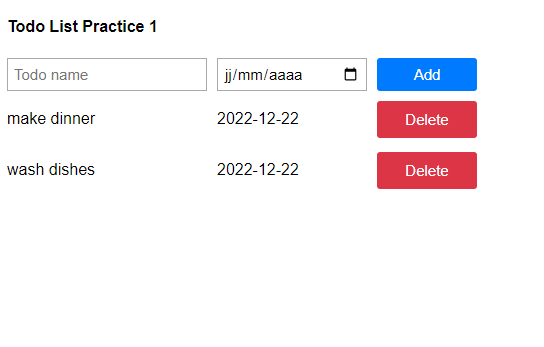 Todo List Practice 1
Todo name jj/mm/aaaa Add
make dinner 2022-12-22 Delete
wash dishes 2022-12-22 Delete